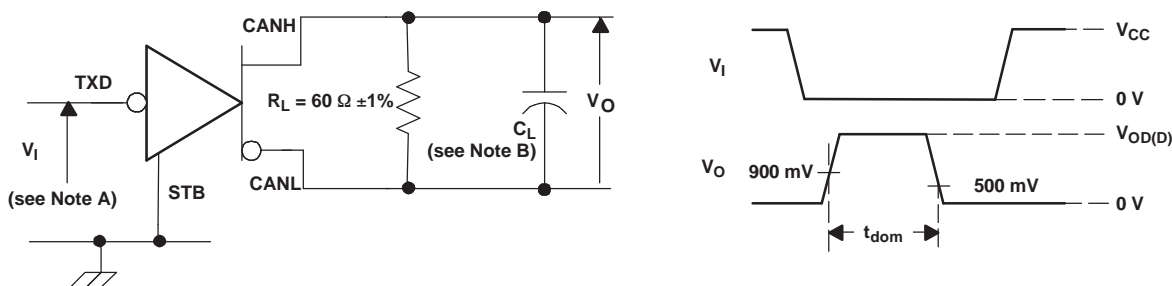 CANH
TXD
R_L = 60 Ω ±1%
V_O
C_L
(see Note B)
V_I
(see Note A)
STB
CANL
V_CC
V_I
0 V
V_OD(D)
V_O
900 mV
500 mV
0 V
t_dom